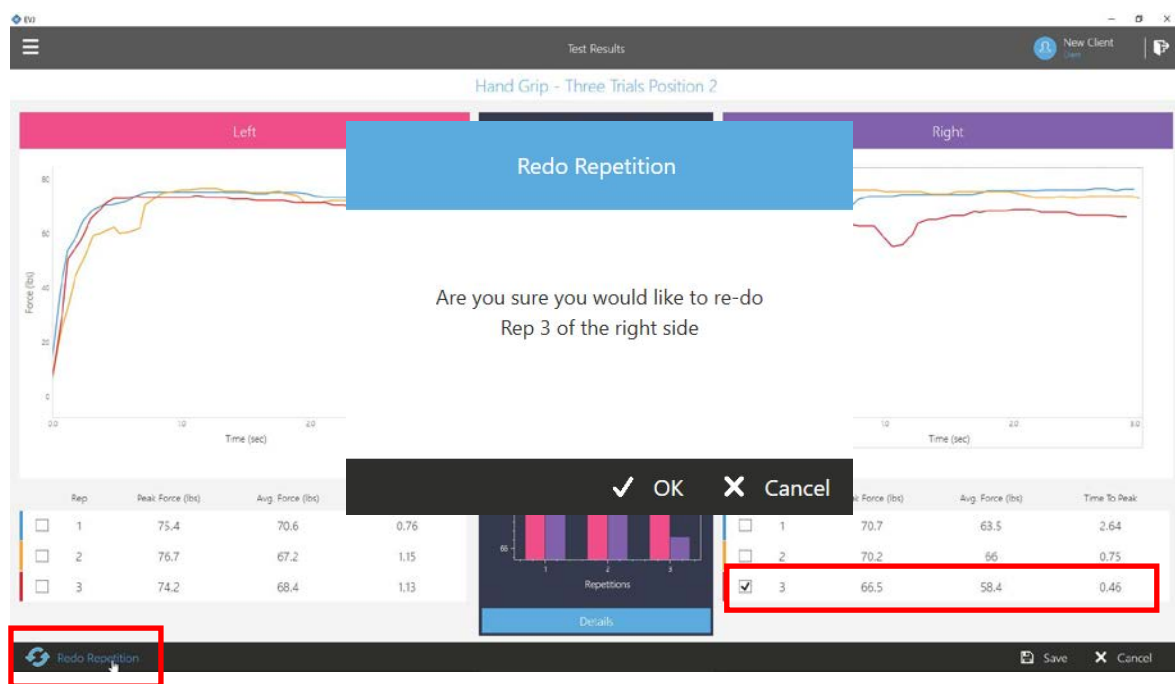 EVJ
Test Results
New Client
Client
Hand Grip - Three Trials Position 2
Left
Right
Redo Repetition
Are you sure you would like to re-do
Rep 3 of the right side
OK
Cancel
Force (lbs)
80
60
40
20
0
0.0 1.0 2.0
Time (sec)
1.0 2.0 3.0
Time (sec)
Rep Peak Force (lbs) Avg. Force (lbs)
1 75.4 70.6 0.76
2 76.7 67.2 1.15
3 74.2 68.4 1.13
66
1 2 3
Repetitions
Details
Force (lbs) Avg. Force (lbs) Time To Peak
1 70.7 63.5 2.64
2 70.2 66 0.75
3 66.5 58.4 0.46
Redo Repetition
Save
Cancel